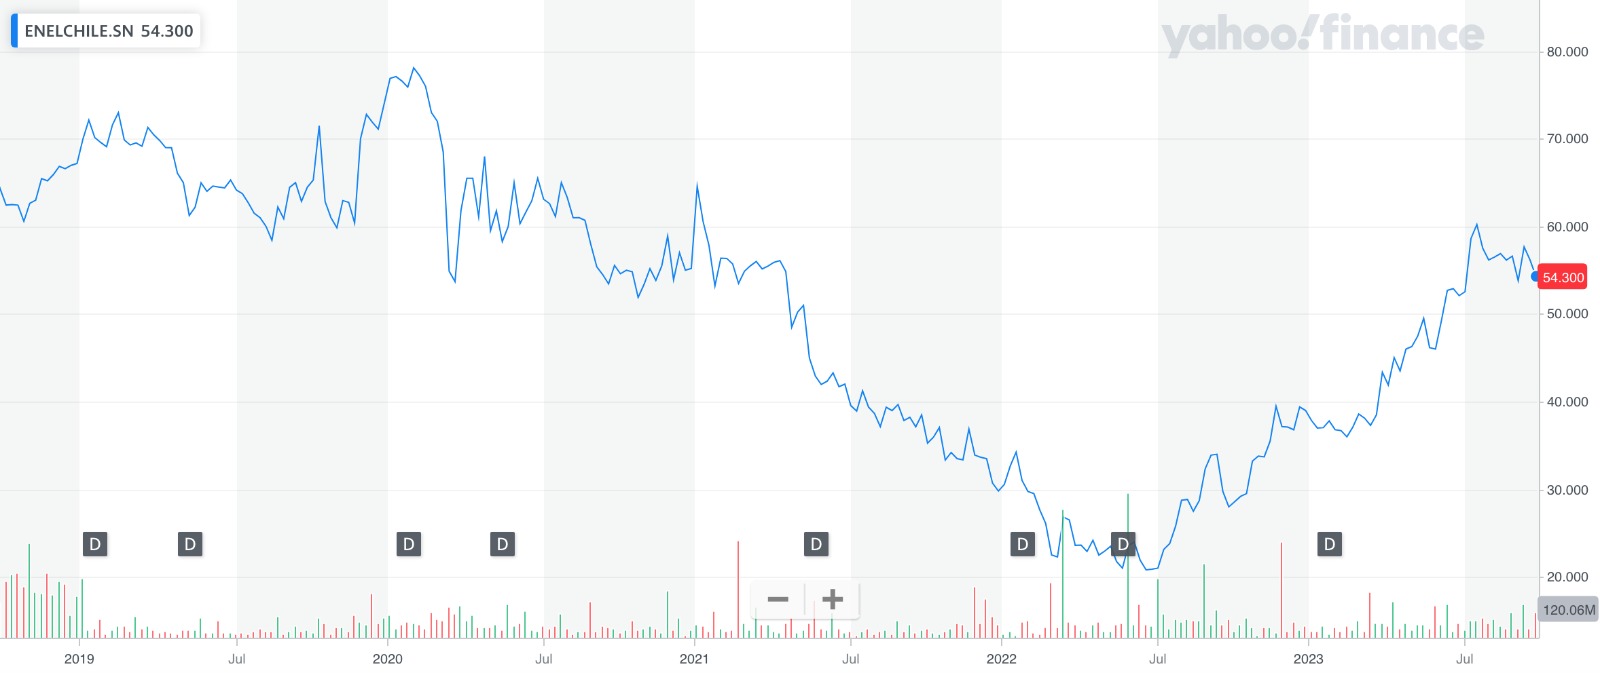 ENELCHILE.SN 54.300
yahoo!finance
80.000
70.000
60.000
54.300
50.000
40.000
30.000
D D D D D D D D
20.000
120.06M
2019 Jul 2020 Jul 2021 Jul 2022 Jul 2023 Jul